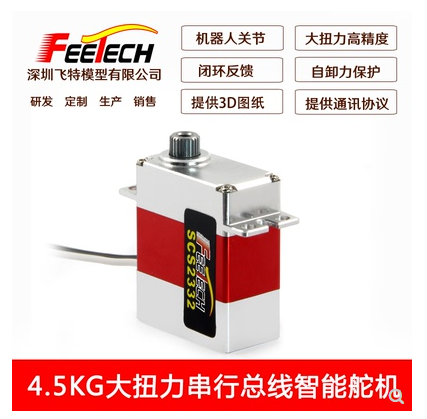 FEETECH
深圳飞特模型有限公司
研发 定制 生产 销售
机器人关节
大扭力高精度
闭环反馈
自卸力保护
提供3D图纸
提供通讯协议
FEETECH
SCS2332
4.5KG大扭力串行总线智能舵机